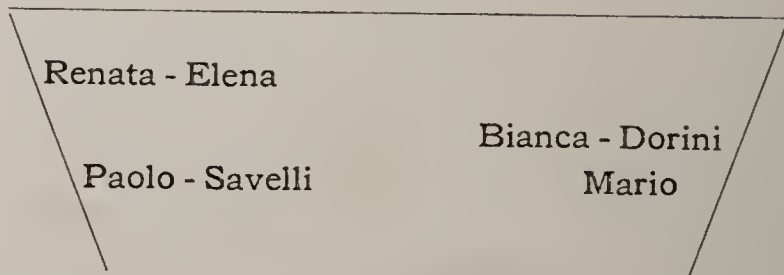 Renata - Elena
Bianca - Dorini
Paolo - Savelli
Mario